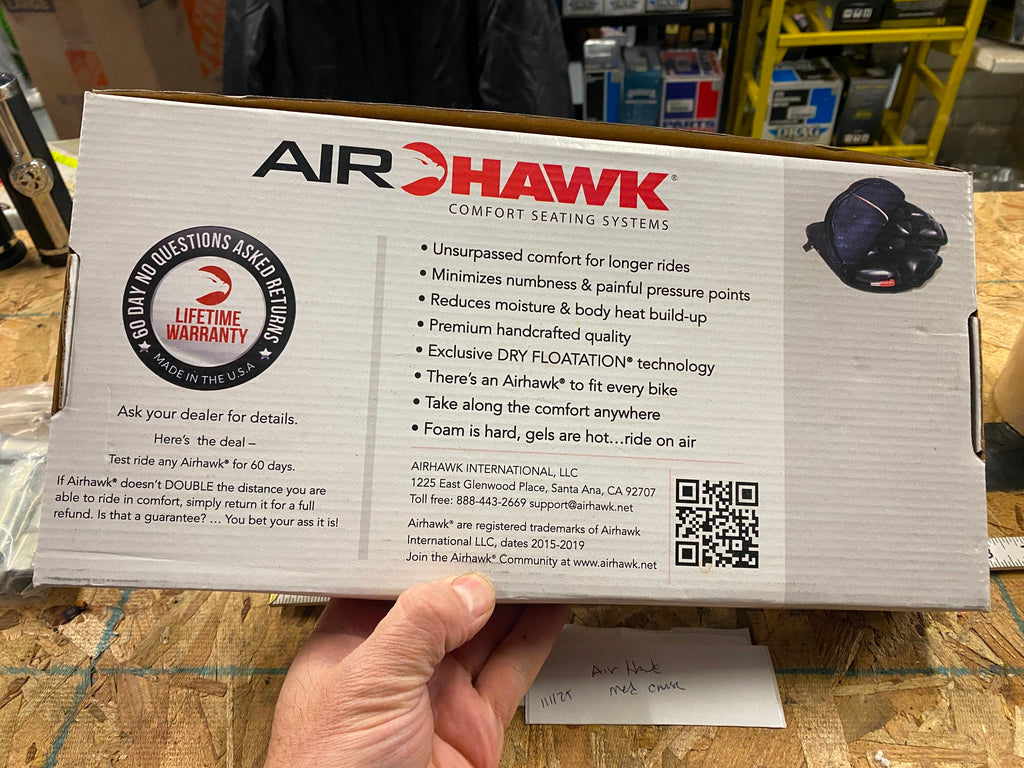 AIRHAWK®
COMFORT SEATING SYSTEMS
60 DAY NO QUESTIONS ASKED RETURNS
LIFETIME
WARRANTY
MADE IN THE U.S.A
Ask your dealer for details.
Here's the deal –
Test ride any Airhawk® for 60 days.
If Airhawk® doesn't DOUBLE the distance you are
able to ride in comfort, simply return it for a full
refund. Is that a guarantee? ... You bet your ass it is!
• Unsurpassed comfort for longer rides
• Minimizes numbness & painful pressure points
• Reduces moisture & body heat build-up
• Premium handcrafted quality
• Exclusive DRY FLOATATION® technology
• There's an Airhawk® to fit every bike
• Take along the comfort anywhere
• Foam is hard, gels are hot...ride on air
AIRHAWK INTERNATIONAL, LLC
1225 East Glenwood Place, Santa Ana, CA 92707
Toll free: 888-443-2669 support@airhawk.net
Airhawk® are registered trademarks of Airhawk
International LLC, dates 2015-2019
Join the Airhawk® Community at www.airhawk.net
PARTS
DRAG
Air Hawk
med